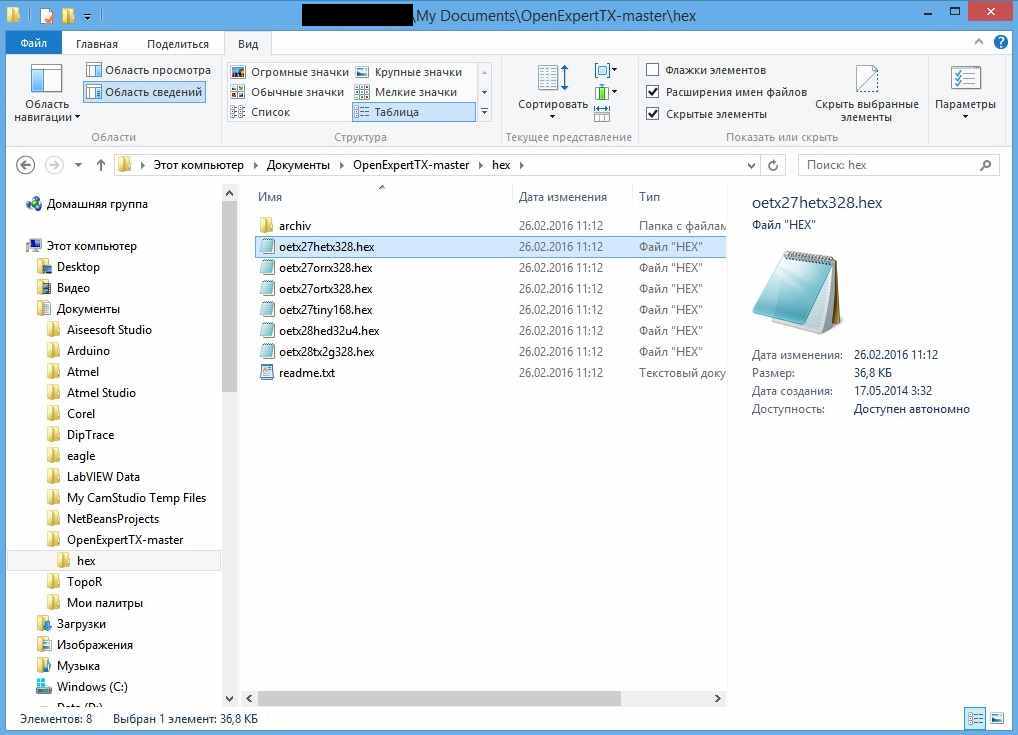 \My Documents\OpenExpertTX-master\hex
Файл Главная Поделиться Вид
Область навигации
Область просмотра
Область сведений
Области
Огромные значки Крупные значки
Обычные значки Мелкие значки
Список Таблица
Структура
Сортировать
Текущее представление
Флажки элементов
Расширения имен файлов
Скрытые элементы
Скрыть выбранные элементы
Показать или скрыть
Параметры
Этот компьютер Документы OpenExpertTX-master hex
Поиск: hex
Домашняя группа
Этот компьютер
Desktop
Видео
Документы
Aiseesoft Studio
Arduino
Atmel
Atmel Studio
Corel
DipTrace
eagle
LabVIEW Data
My CamStudio Temp Files
NetBeansProjects
OpenExpertTX-master
hex
TopoR
Мои палитры
Загрузки
Изображения
Музыка
Windows (C:)
Имя Дата изменения Тип
archiv 26.02.2016 11:12 Папка с файлам
oetx27hetx328.hex 26.02.2016 11:12 Файл "HEX"
oetx27orrx328.hex 26.02.2016 11:12 Файл "HEX"
oetx27ortx328.hex 26.02.2016 11:12 Файл "HEX"
oetx27tiny168.hex 26.02.2016 11:12 Файл "HEX"
oetx28hed32u4.hex 26.02.2016 11:12 Файл "HEX"
oetx28tx2g328.hex 26.02.2016 11:12 Файл "HEX"
readme.txt 26.02.2016 11:12 Текстовый доку
oetx27hetx328.hex
Файл "HEX"
Дата изменения: 26.02.2016 11:12
Размер: 36,8 КБ
Дата создания: 17.05.2014 3:32
Доступность: Доступен автономно
Элементов: 8 Выбран 1 элемент: 36,8 КБ